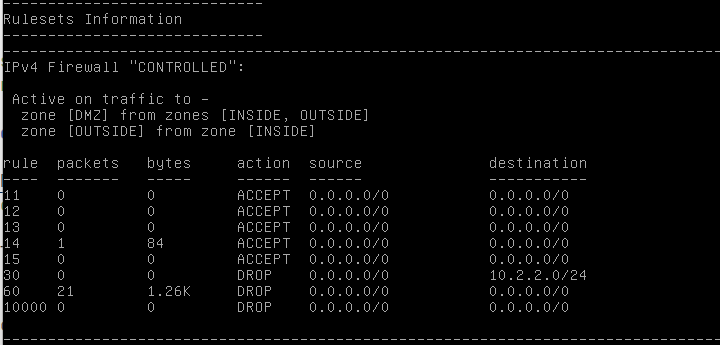 ------------------------------
Rulesets Information
------------------------------
--------------------------------------------------------------------------------
IPv4 Firewall "CONTROLLED":

 Active on traffic to -
  zone [DMZ] from zones [INSIDE, OUTSIDE]
  zone [OUTSIDE] from zone [INSIDE]

rule  packets   bytes     action  source              destination
----  -------   -----     ------  ------              -----------
11    0         0         ACCEPT  0.0.0.0/0           0.0.0.0/0
12    0         0         ACCEPT  0.0.0.0/0           0.0.0.0/0
13    0         0         ACCEPT  0.0.0.0/0           0.0.0.0/0
14    1         84        ACCEPT  0.0.0.0/0           0.0.0.0/0
15    0         0         ACCEPT  0.0.0.0/0           0.0.0.0/0
30    0         0         DROP    0.0.0.0/0           10.2.2.0/24
60    21        1.26K     DROP    0.0.0.0/0           0.0.0.0/0
10000 0         0         DROP    0.0.0.0/0           0.0.0.0/0

--------------------------------------------------------------------------------